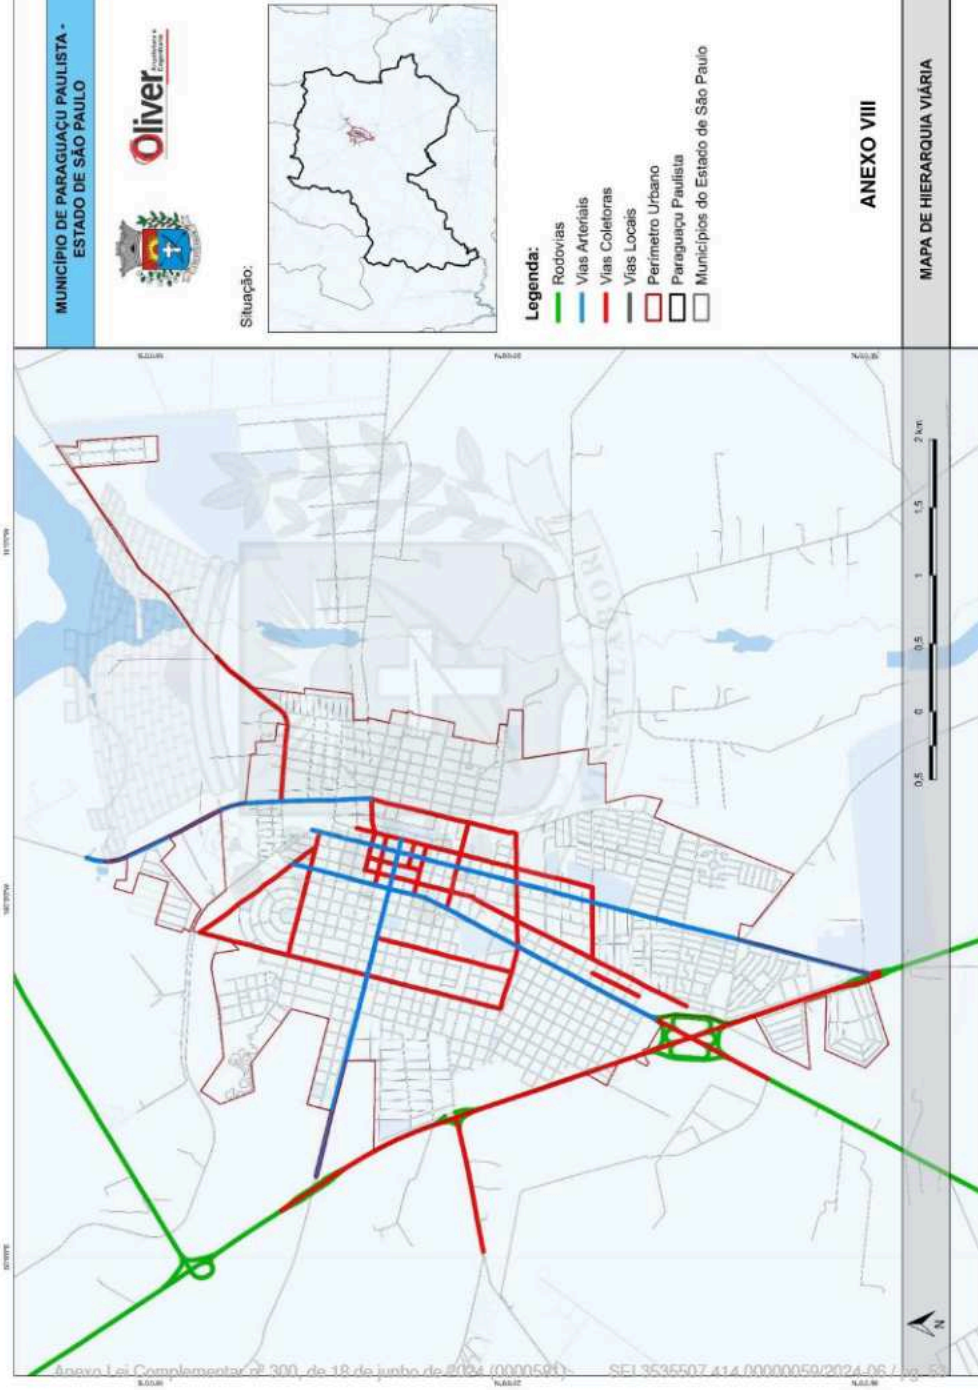 MUNICÍPIO DE PARAGUAÇU PAULISTA -
ESTADO DE SÃO PAULO
Oliver
Arquitetura e
Engenharia
Situação:
Legenda:
Rodovias
Vias Arteriais
Vias Coletoras
Vias Locais
Perímetro Urbano
Paraguaçu Paulista
Municípios do Estado de São Paulo
ANEXO VIII
MAPA DE HIERARQUIA VIÁRIA
0,5 0 0,5 1 1,5 2 km
N
Anexo Lei Complementar nº 300, de 18 de junho de 2024
SEI 3535507.414.00000059/2024-06 / pg.